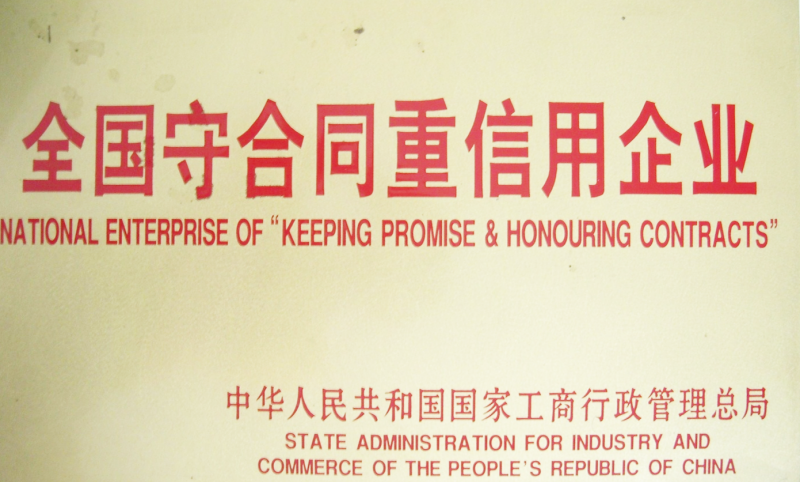 全国守合同重信用企业
NATIONAL ENTERPRISE OF “KEEPING PROMISE & HONOURING CONTRACTS”
中华人民共和国国家工商行政管理总局
STATE ADMINISTRATION FOR INDUSTRY AND
COMMERCE OF THE PEOPLE'S REPUBLIC OF CHINA